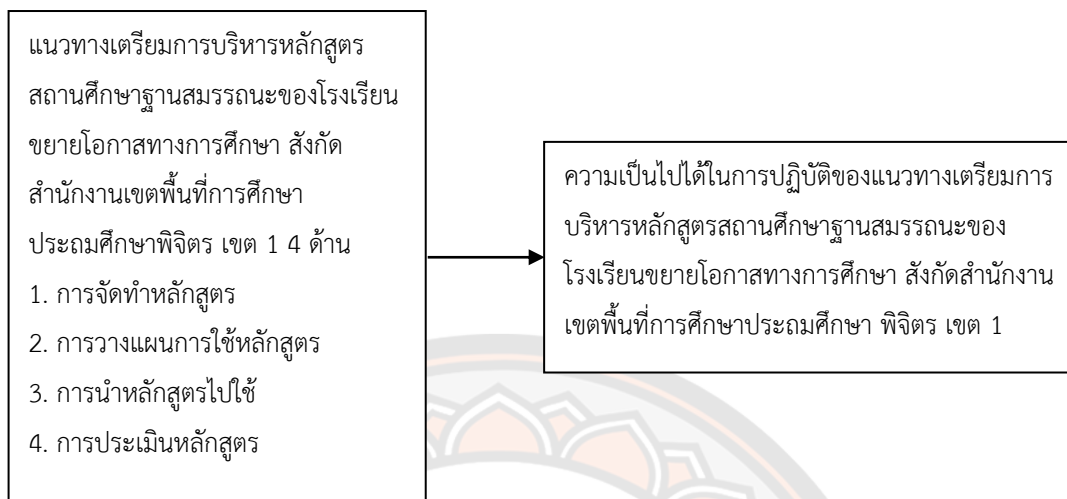 แนวทางเตรียมการบริหารหลักสูตร
สถานศึกษาฐานสมรรถนะของโรงเรียน
ขยายโอกาสทางการศึกษา สังกัด
สำนักงานเขตพื้นที่การศึกษา
ประถมศึกษาพิจิตร เขต 1 4 ด้าน
1. การจัดทำหลักสูตร
2. การวางแผนการใช้หลักสูตร
3. การนำหลักสูตรไปใช้
4. การประเมินหลักสูตร
ความเป็นไปได้ในการปฏิบัติของแนวทางเตรียมการ
บริหารหลักสูตรสถานศึกษาฐานสมรรถนะของ
โรงเรียนขยายโอกาสทางการศึกษา สังกัดสำนักงาน
เขตพื้นที่การศึกษาประถมศึกษา พิจิตร เขต 1